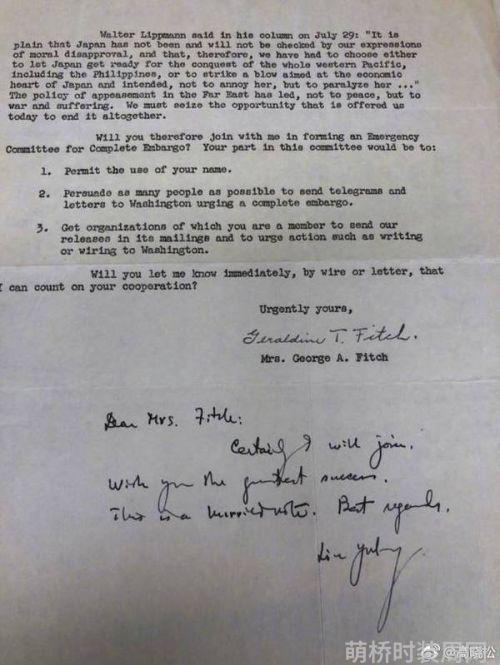 Walter Lippmann said in his column on July 29: "It is
plain that Japan has not been and will not be checked by our expressions
of moral disapproval, and that, therefore, we have had to choose either
to let Japan get ready for the conquest of the whole western Pacific,
including the Philippines, or to strike a blow aimed at the economic
heart of Japan and intended, not to annoy her, but to paralyze her ..."
The policy of appeasement in the Far East has led, not to peace, but to
war and suffering. We must seize the opportunity that is offered us
today to end it altogether.
Will you therefore join with me in forming an Emergency
Committee for Complete Embargo? Your part in this committee would be to:
1. Permit the use of your name.
2. Persuade as many people as possible to send telegrams and
letters to Washington urging a complete embargo.
3. Get organizations of which you are a member to send our
releases in its mailings and to urge action such as writing
or wiring to Washington.
Will you let me know immediately, by wire or letter, that
I can count on your cooperation?
Urgently yours,
Geraldine T. Fitch.
Mrs. George A. Fitch
Dear Mrs. Fitch:
Certainly I will join.
Wish you the greatest success.
This is a hurried note. Best regards.
Lin Yutang
萌桥时装周网
@高晓松